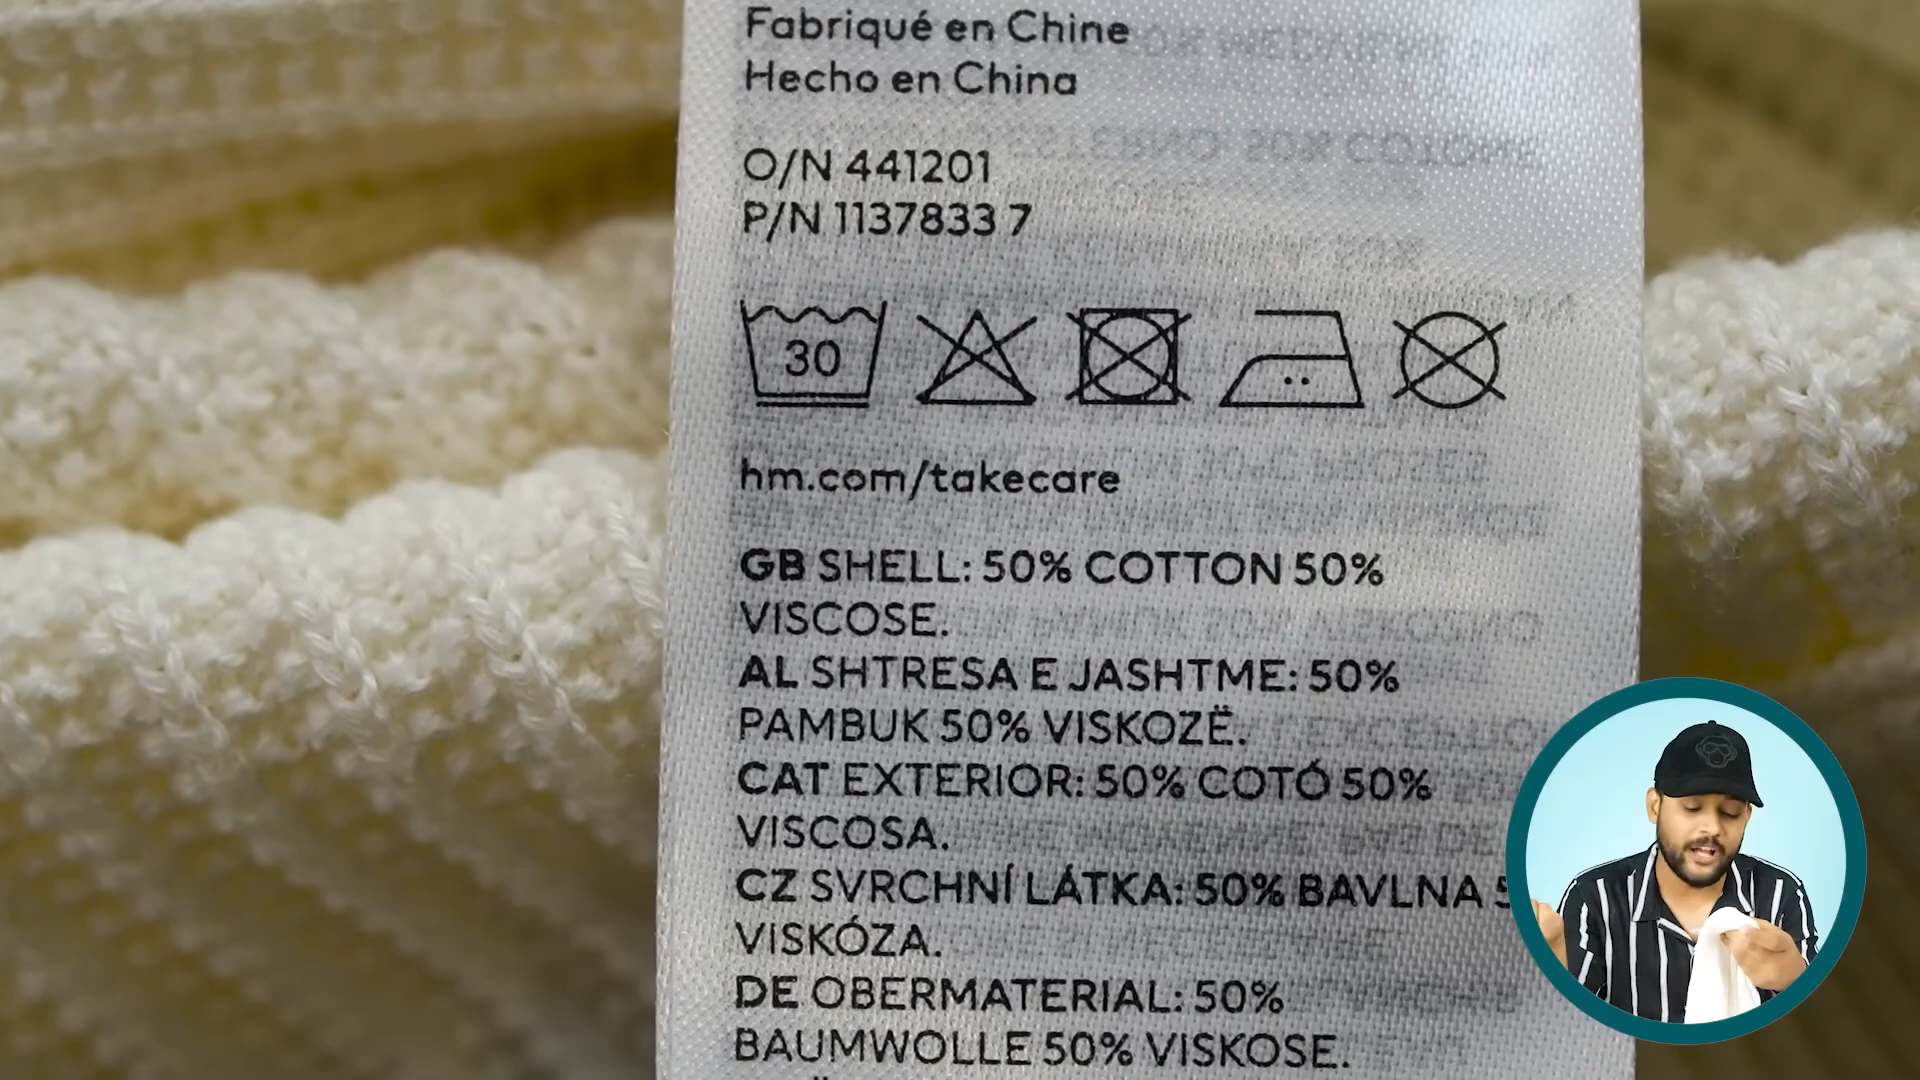 Fabriqué en Chine
Hecho en China
O/N 441201
P/N 1137833 7
30
hm.com/takecare
GB SHELL: 50% COTTON 50%
VISCOSE.
AL SHTRESA E JASHTME: 50%
PAMBUK 50% VISKOZË.
CAT EXTERIOR: 50% COTÓ 50%
VISCOSA.
CZ SVRCHNÍ LÁTKA: 50% BAVLNA
VISKÓZA.
DE OBERMATERIAL: 50%
BAUMWOLLE 50% VISKOSE.